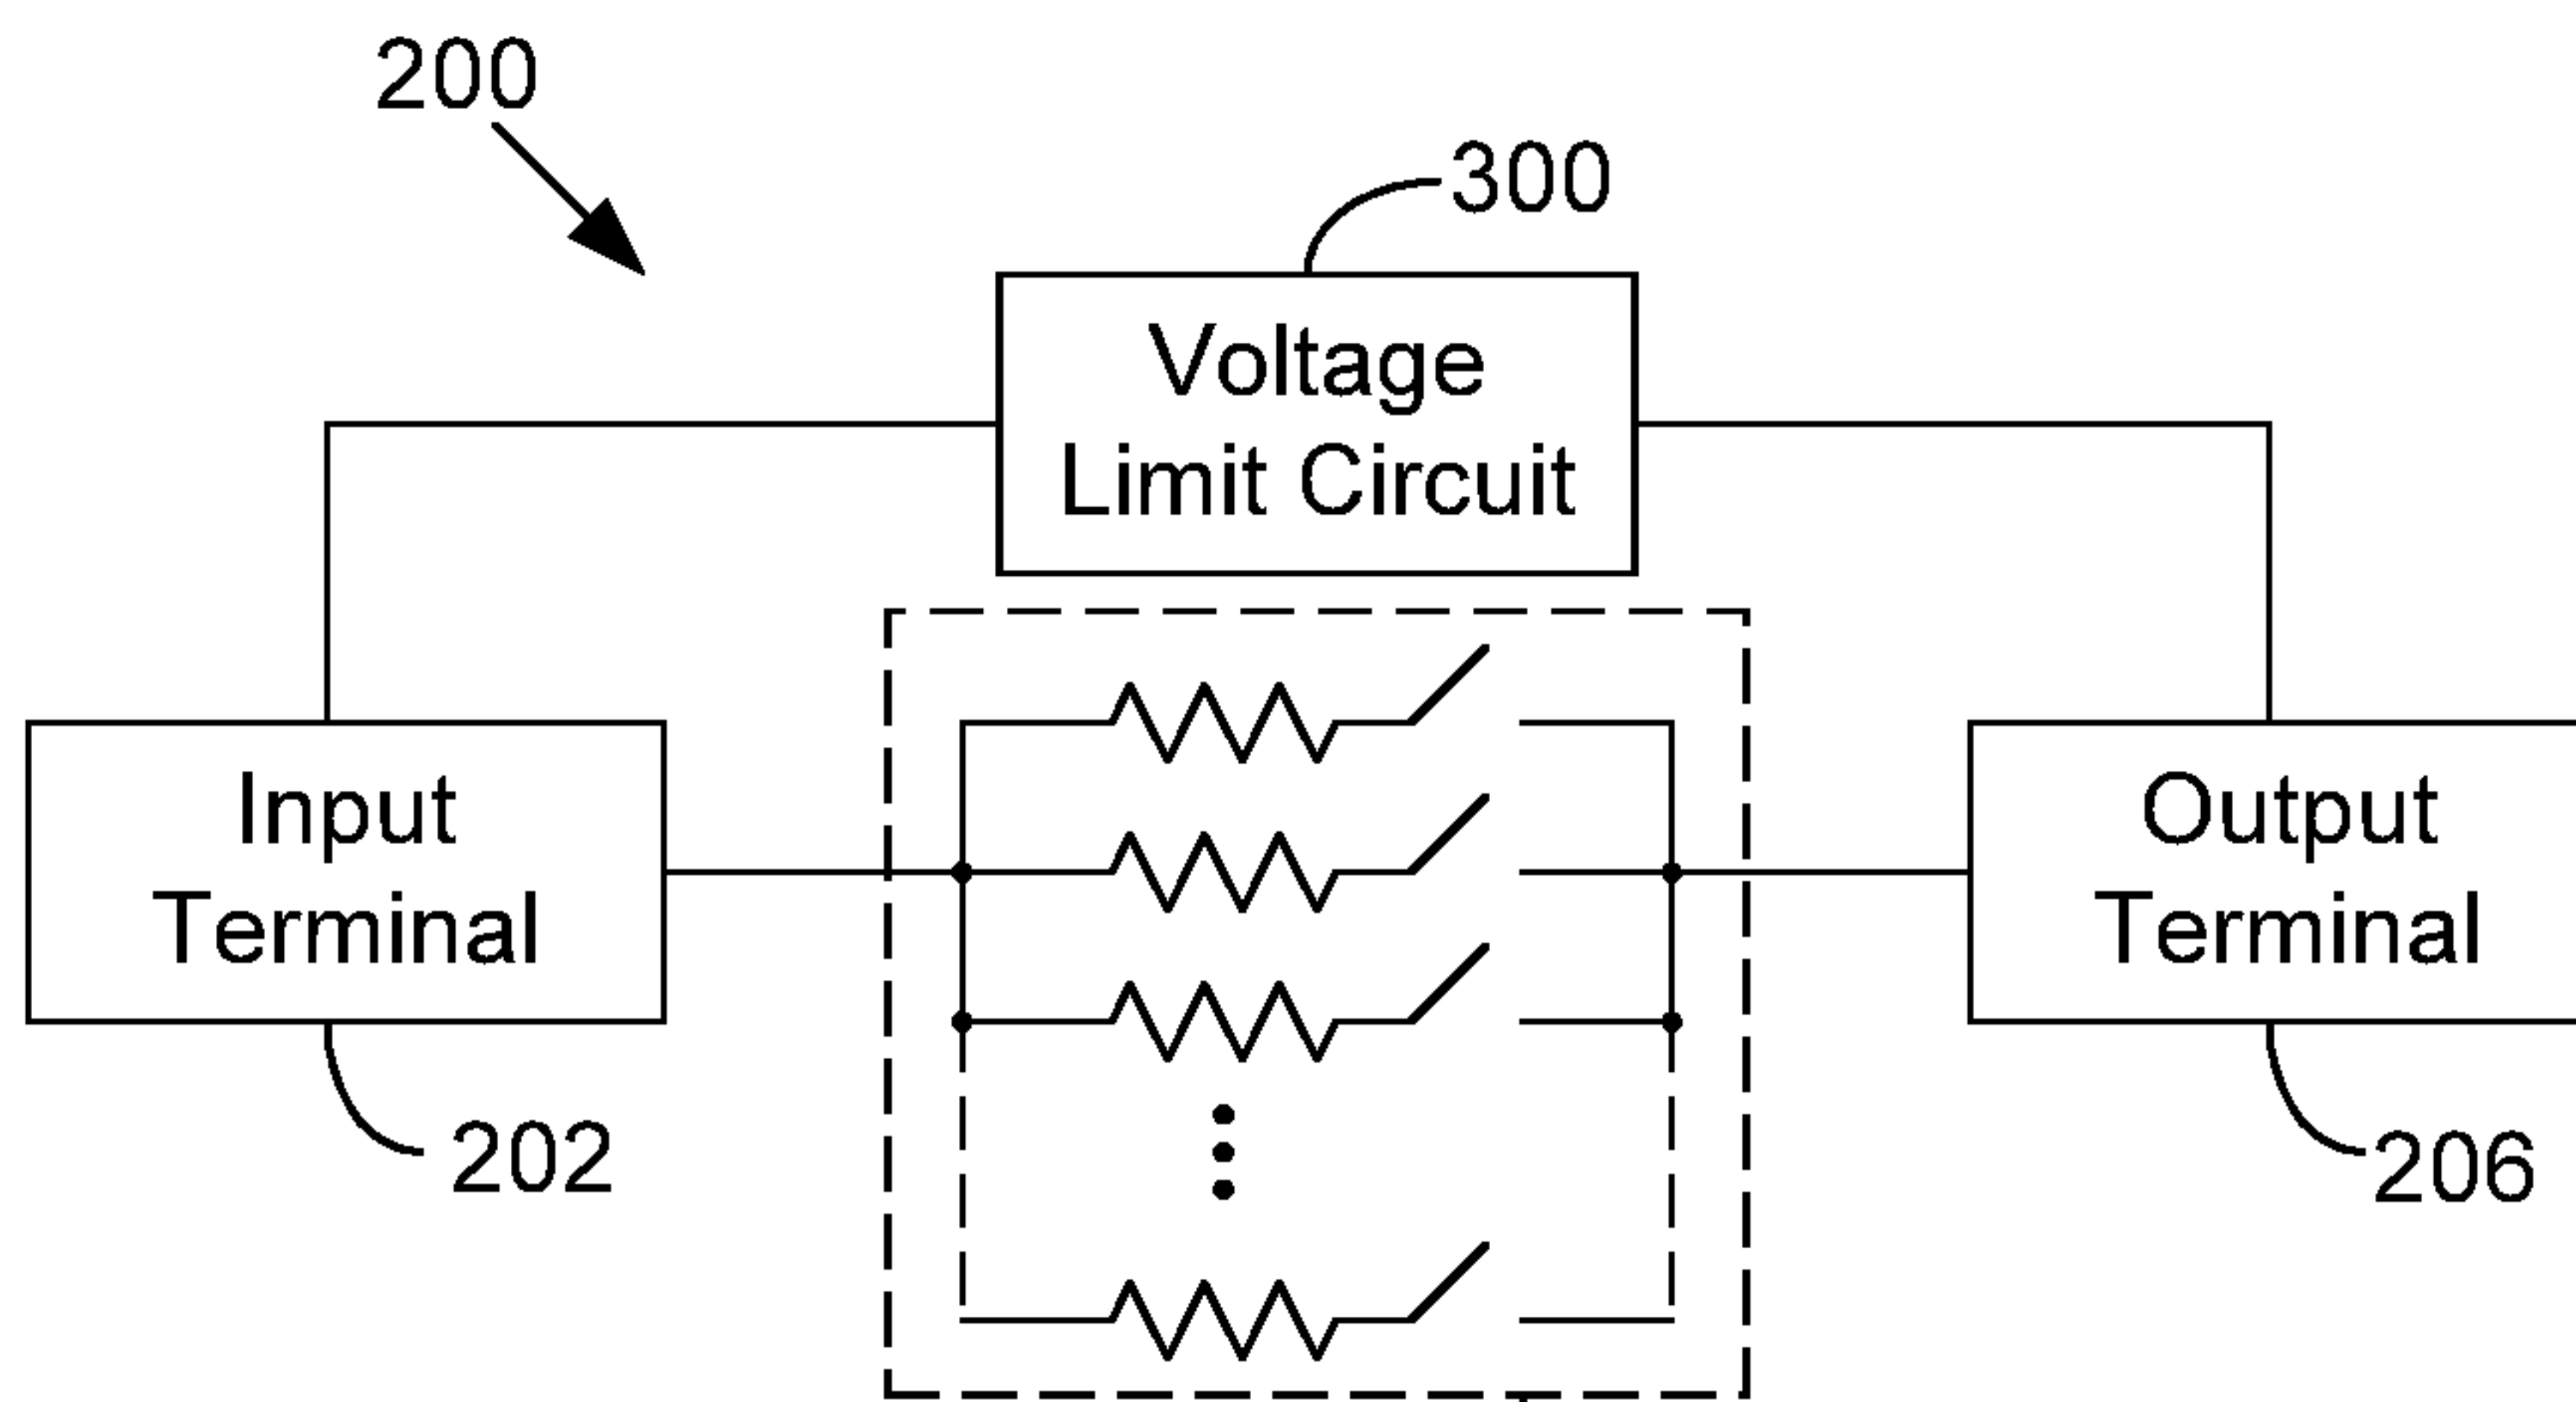 200
300
Voltage
Limit Circuit
Input
Terminal
Output
Terminal
202
206